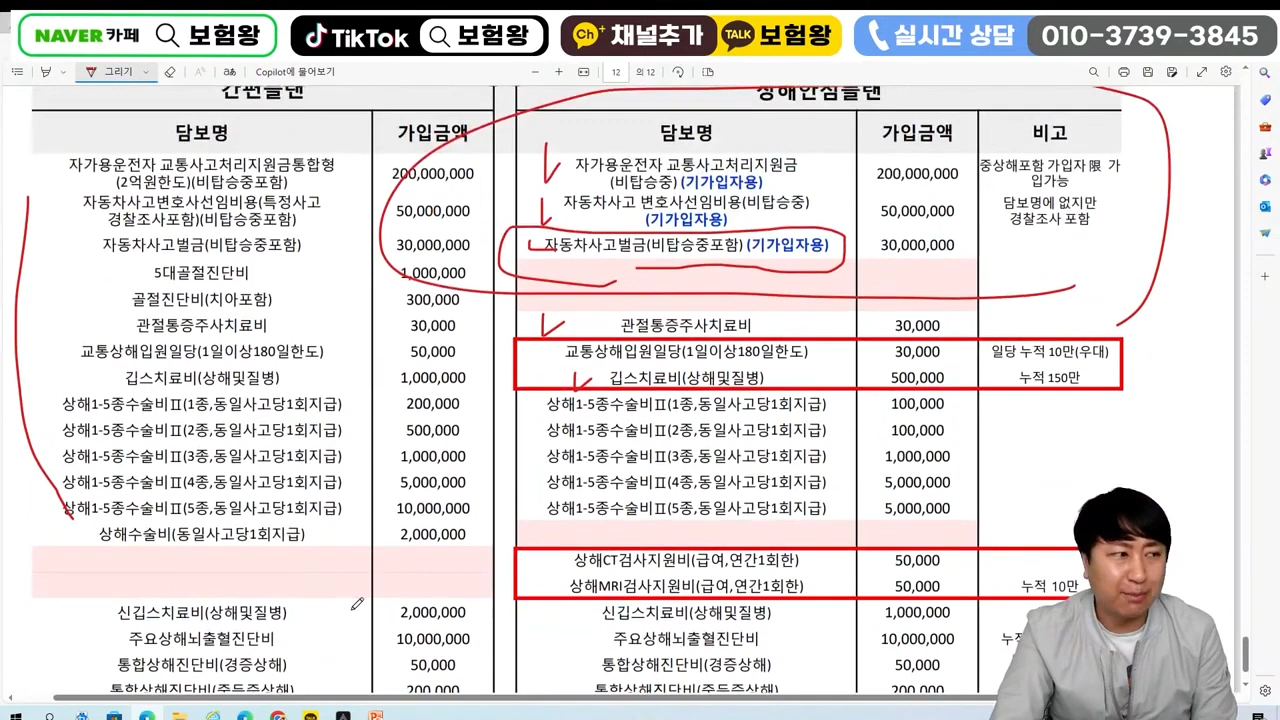 NAVER 카페 보험왕
TikTok 보험왕
Ch+ 채널추가 TALK 보험왕
실시간 상담 010-3739-3845
그리기 aあ Copilot에 물어보기 12 의 12
간편플랜
담보명 가입금액
자가용운전자 교통사고처리지원금통합형
(2억원한도)(비탑승중포함) 200,000,000
자동차사고변호사선임비용(특정사고
경찰조사포함)(비탑승중포함) 50,000,000
자동차사고벌금(비탑승중포함) 30,000,000
5대골절진단비 1,000,000
골절진단비(치아포함) 300,000
관절통증주사치료비 30,000
교통상해입원일당(1일이상180일한도) 50,000
깁스치료비(상해및질병) 1,000,000
상해1-5종수술비Ⅱ(1종,동일사고당1회지급) 200,000
상해1-5종수술비Ⅱ(2종,동일사고당1회지급) 500,000
상해1-5종수술비Ⅱ(3종,동일사고당1회지급) 1,000,000
상해1-5종수술비Ⅱ(4종,동일사고당1회지급) 5,000,000
상해1-5종수술비Ⅱ(5종,동일사고당1회지급) 10,000,000
상해수술비(동일사고당1회지급) 2,000,000
신깁스치료비(상해및질병) 2,000,000
주요상해뇌출혈진단비 10,000,000
통합상해진단비(경증상해) 50,000
통합상해진단비(중등증상해) 200,000
상해안심플랜
담보명 가입금액 비고
자가용운전자 교통사고처리지원금
(비탑승중) (기가입자용) 200,000,000 중상해포함 가입자 限 가
입가능
자동차사고 변호사선임비용(비탑승중)
(기가입자용) 50,000,000 담보명에 없지만
경찰조사 포함
자동차사고벌금(비탑승중포함) (기가입자용) 30,000,000
관절통증주사치료비 30,000
교통상해입원일당(1일이상180일한도) 30,000 일당 누적 10만(우대)
깁스치료비(상해및질병) 500,000 누적 150만
상해1-5종수술비Ⅱ(1종,동일사고당1회지급) 100,000
상해1-5종수술비Ⅱ(2종,동일사고당1회지급) 100,000
상해1-5종수술비Ⅱ(3종,동일사고당1회지급) 1,000,000
상해1-5종수술비Ⅱ(4종,동일사고당1회지급) 5,000,000
상해1-5종수술비Ⅱ(5종,동일사고당1회지급) 5,000,000
상해CT검사지원비(급여,연간1회한) 50,000
상해MRI검사지원비(급여,연간1회한) 50,000 누적 10만
신깁스치료비(상해및질병) 1,000,000
주요상해뇌출혈진단비 10,000,000
통합상해진단비(경증상해) 50,000
통합상해진단비(중등증상해) 200,000